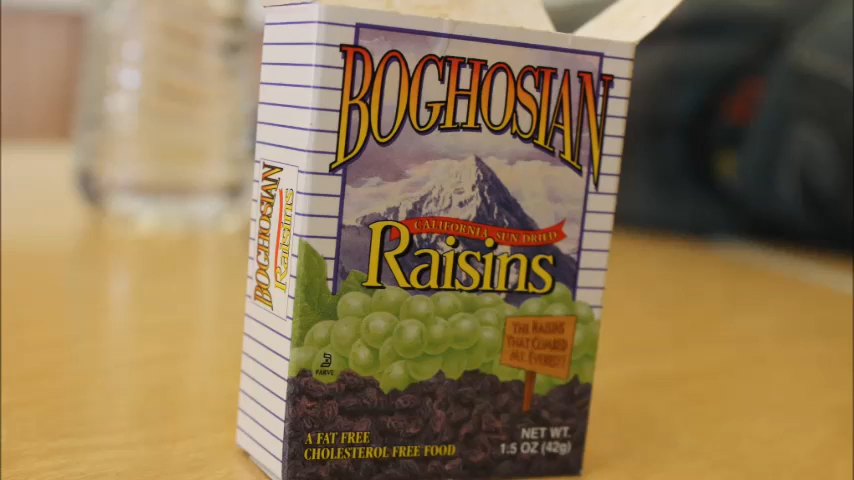 BOGHOSIAN
CALIFORNIA SUN DRIED
Raisins
THE RAISINS
THAT CLIMBED
MT. EVEREST
PARVE
A FAT FREE
CHOLESTEROL FREE FOOD
NET WT.
1.5 OZ (42g)
BOGHOSIAN
Raisins